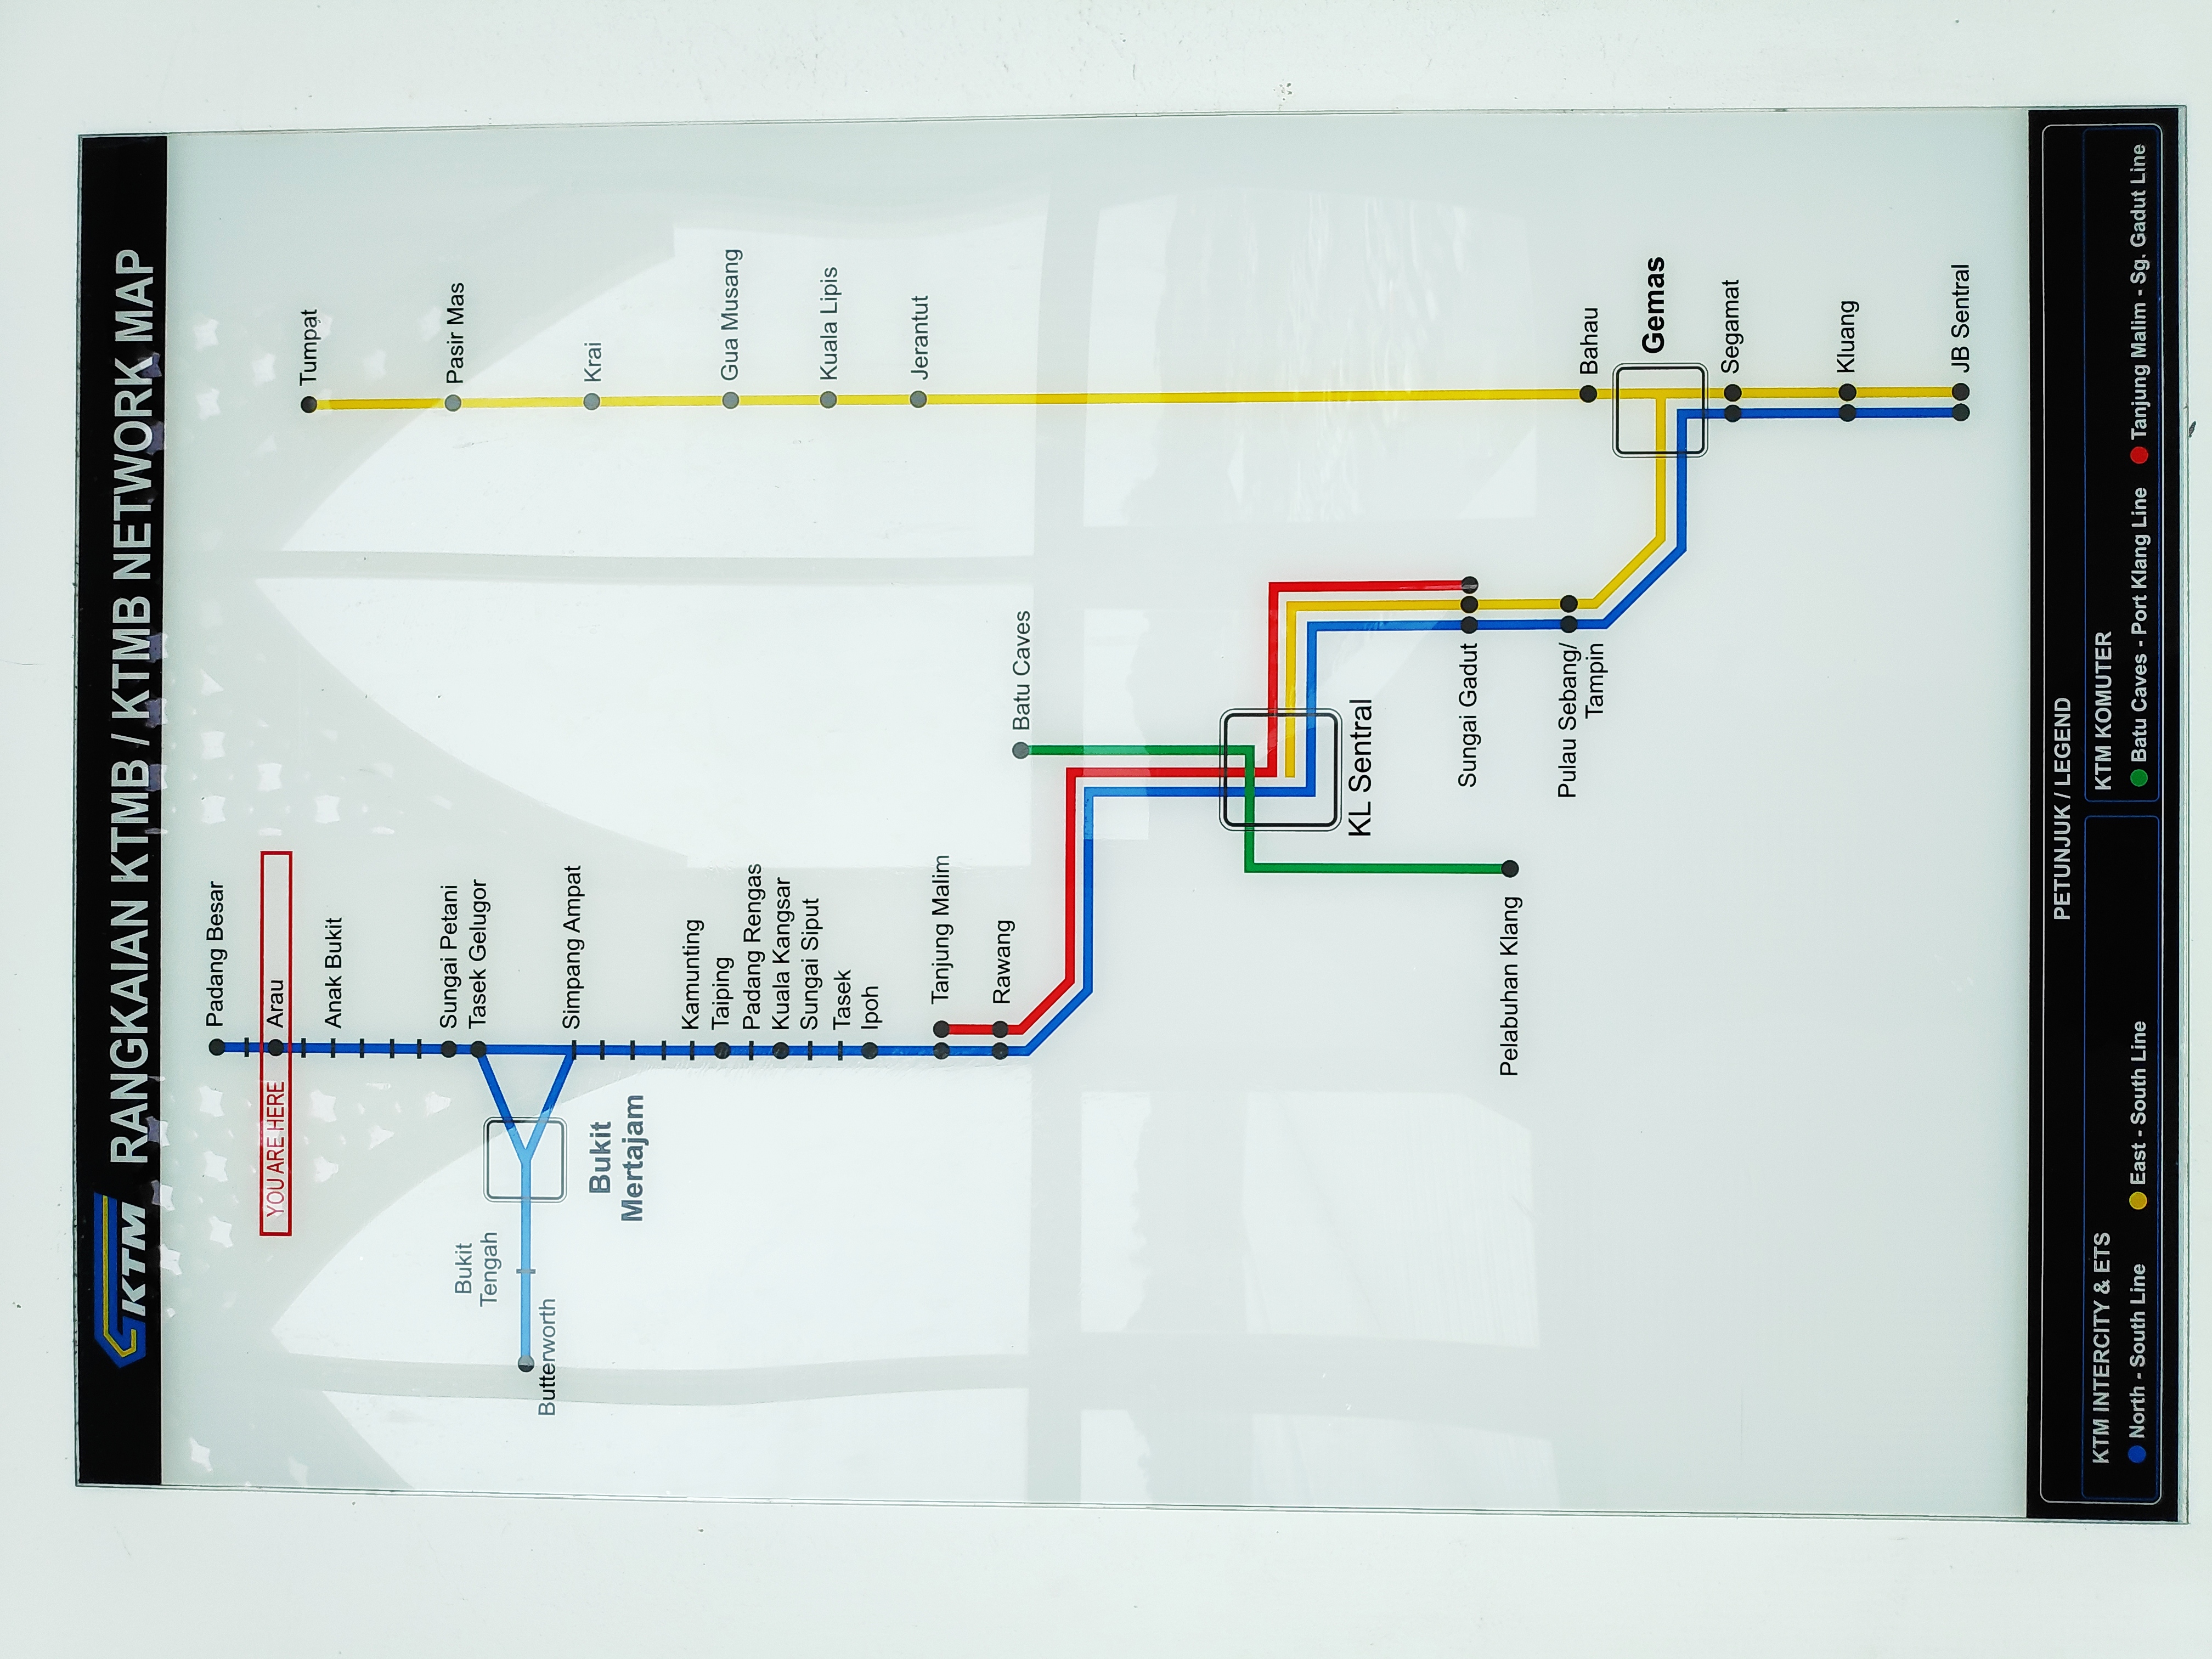 KTM RANGKAIAN KTMB / KTMB NETWORK MAP
Padang Besar
YOU ARE HERE
Arau
Anak Bukit
Sungai Petani
Tasek Gelugor
Bukit
Tengah
Butterworth
Bukit
Mertajam
Simpang Ampat
Kamunting
Taiping
Padang Rengas
Kuala Kangsar
Sungai Siput
Tasek
Ipoh
Tanjung Malim
Rawang
Batu Caves
KL Sentral
Pelabuhan Klang
Sungai Gadut
Pulau Sebang/
Tampin
Tumpat
Pasir Mas
Krai
Gua Musang
Kuala Lipis
Jerantut
Bahau
Gemas
Segamat
Kluang
JB Sentral
PETUNJUK / LEGEND
KTM INTERCITY & ETS
North - South Line
East - South Line
KTM KOMUTER
Batu Caves - Port Klang Line
Tanjung Malim - Sg. Gadut Line